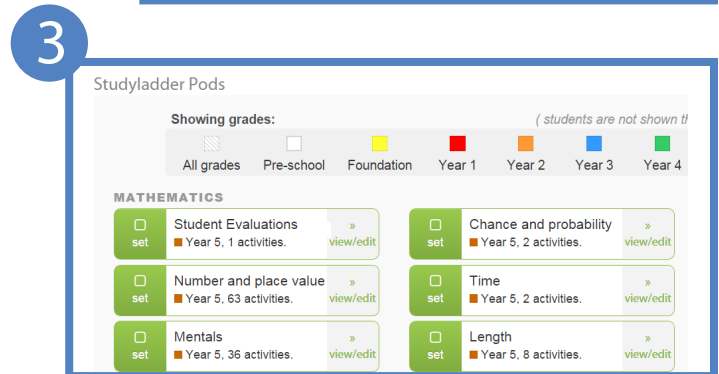 3
Studyladder Pods
Showing grades: ( students are not shown
All grades Pre-school Foundation Year 1 Year 2 Year 3 Year 4
MATHEMATICS
Student Evaluations » Chance and probability »
set Year 5, 1 activities. view/edit set Year 5, 2 activities. view/edit
Number and place value » Time »
set Year 5, 63 activities. view/edit set Year 5, 2 activities. view/edit
Mentals » Length »
set Year 5, 36 activities. view/edit set Year 5, 8 activities. view/edit